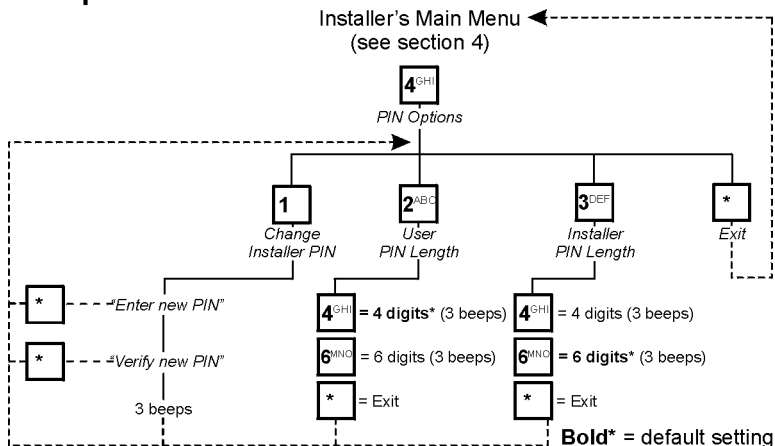 Installer's Main Menu
(see section 4)
4GHI
PIN Options
1 2ABC 3DEF *
Change
Installer PIN
User
PIN Length
Installer
PIN Length
Exit
* "Enter new PIN"
* "Verify new PIN"
3 beeps
4GHI = 4 digits* (3 beeps)
6MNO = 6 digits (3 beeps)
* = Exit
4GHI = 4 digits (3 beeps)
6MNO = 6 digits* (3 beeps)
* = Exit
Bold* = default setting